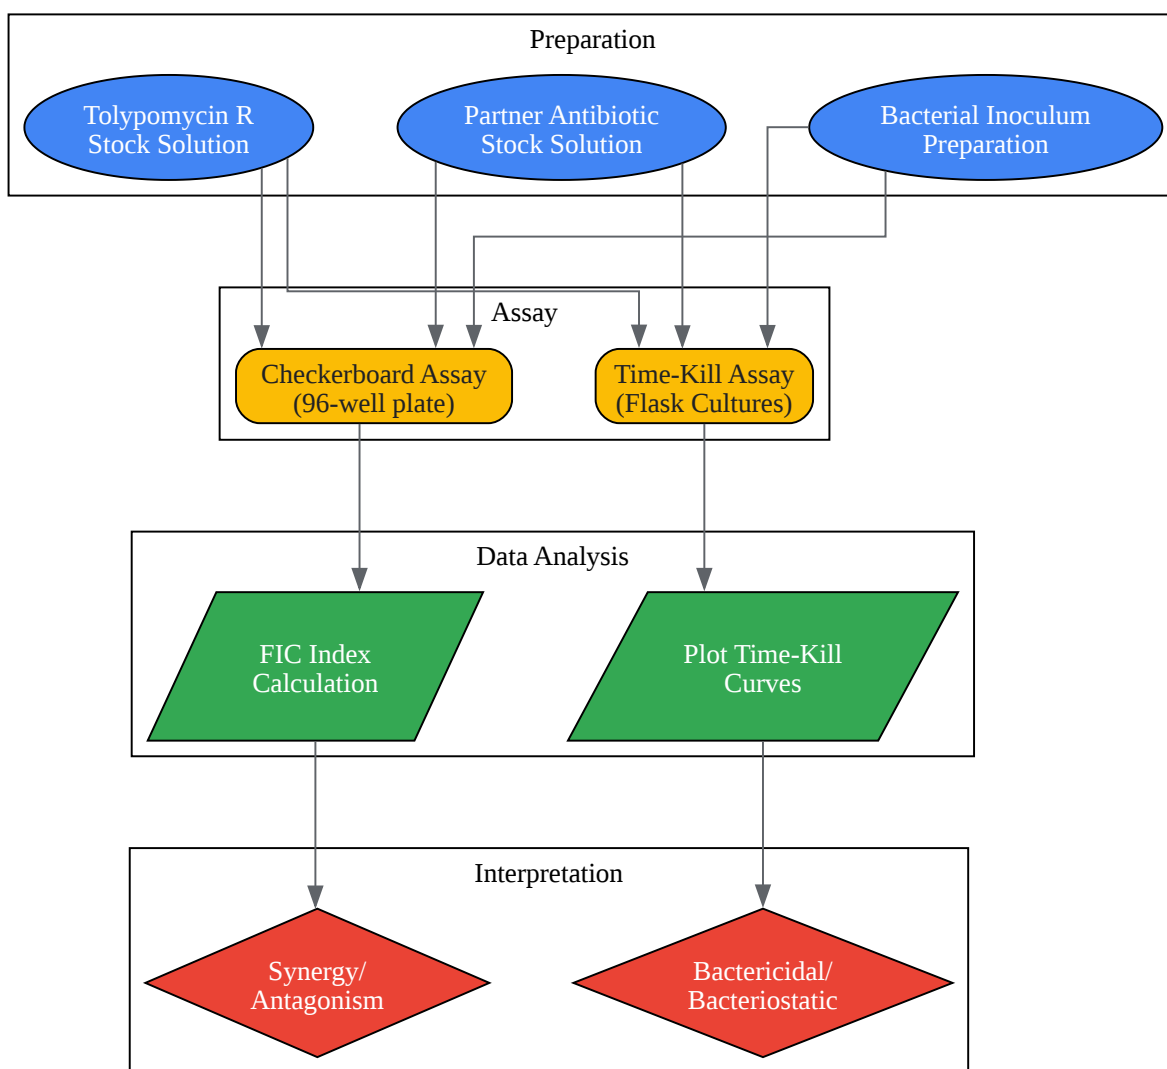 Preparation
Tolypomycin R
Stock Solution
Partner Antibiotic
Stock Solution
Bacterial Inoculum
Preparation
Assay
Checkerboard Assay
(96-well plate)
Time-Kill Assay
(Flask Cultures)
Data Analysis
FIC Index
Calculation
Plot Time-Kill
Curves
Interpretation
Synergy/
Antagonism
Bactericidal/
Bacteriostatic